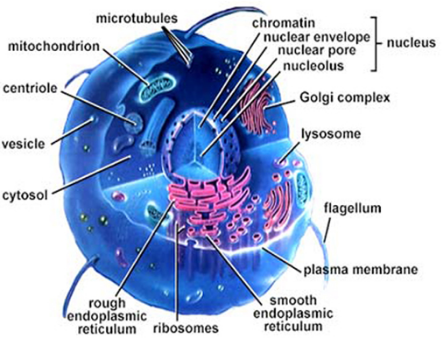 microtubules
chromatin
nuclear envelope
nuclear pore
nucleolus
nucleus
mitochondrion
centriole
Golgi complex
vesicle
lysosome
cytosol
flagellum
plasma membrane
rough
endoplasmic
reticulum
ribosomes
smooth
endoplasmic
reticulum